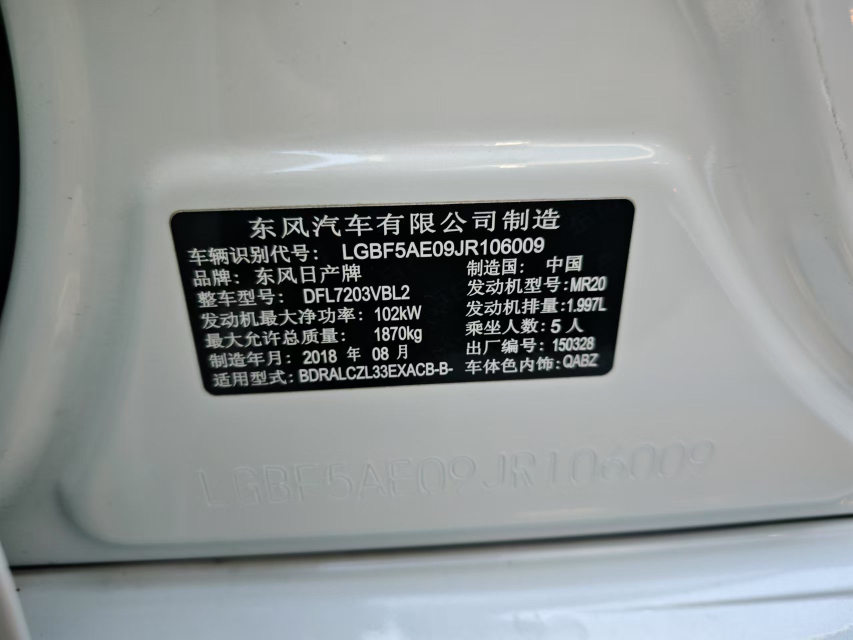 东风汽车有限公司制造
车辆识别代号： LGBF5AE09JR106009
品牌：东风日产牌 制造国： 中国
整车型号： DFL7203VBL2 发动机型号：MR20
发动机最大净功率：102kW 发动机排量：1.997L
最大允许总质量： 1870kg 乘坐人数：5人
制造年月：2018 年 08 月 出厂编号：150328
适用型式：BDRALCZL33EXACB-B- 车体色内饰：QABZ
LGBF5AE09JR106009